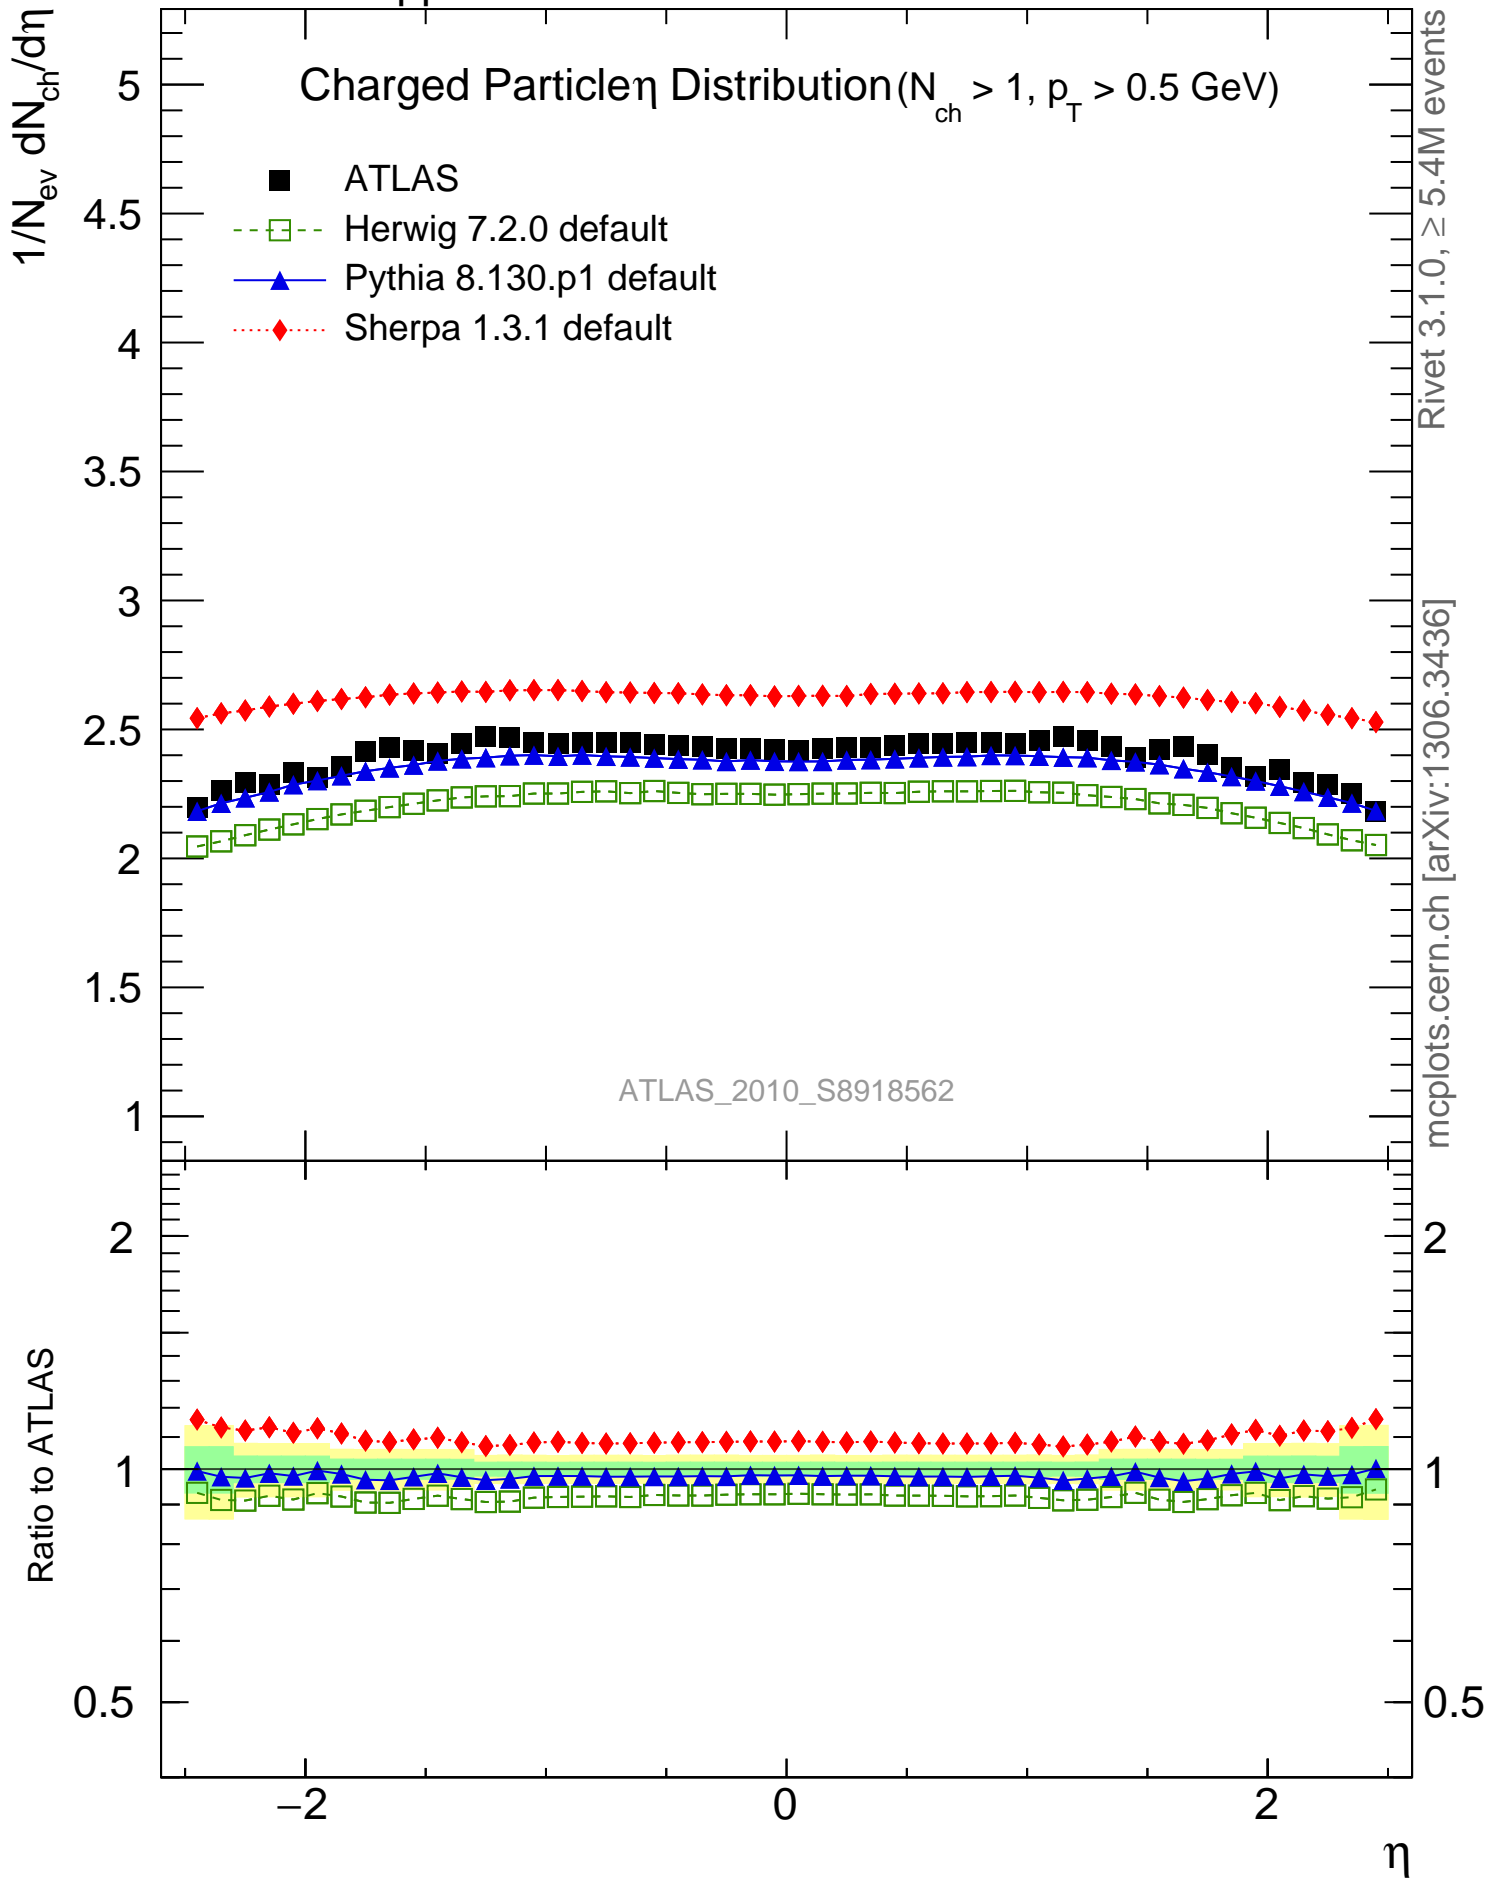 pp
1/N_ev dN_ch/dη
Charged Particleη Distribution(N_ch > 1, p_T > 0.5 GeV)
ATLAS
Herwig 7.2.0 default
Pythia 8.130.p1 default
Sherpa 1.3.1 default
5
4.5
4
3.5
3
2.5
2
1.5
1
ATLAS_2010_S8918562
Rivet 3.1.0, ≥ 5.4M events
mcplots.cern.ch [arXiv:1306.3436]
Ratio to ATLAS
2
1
0.5
2
1
0.5
−2
0
2
η